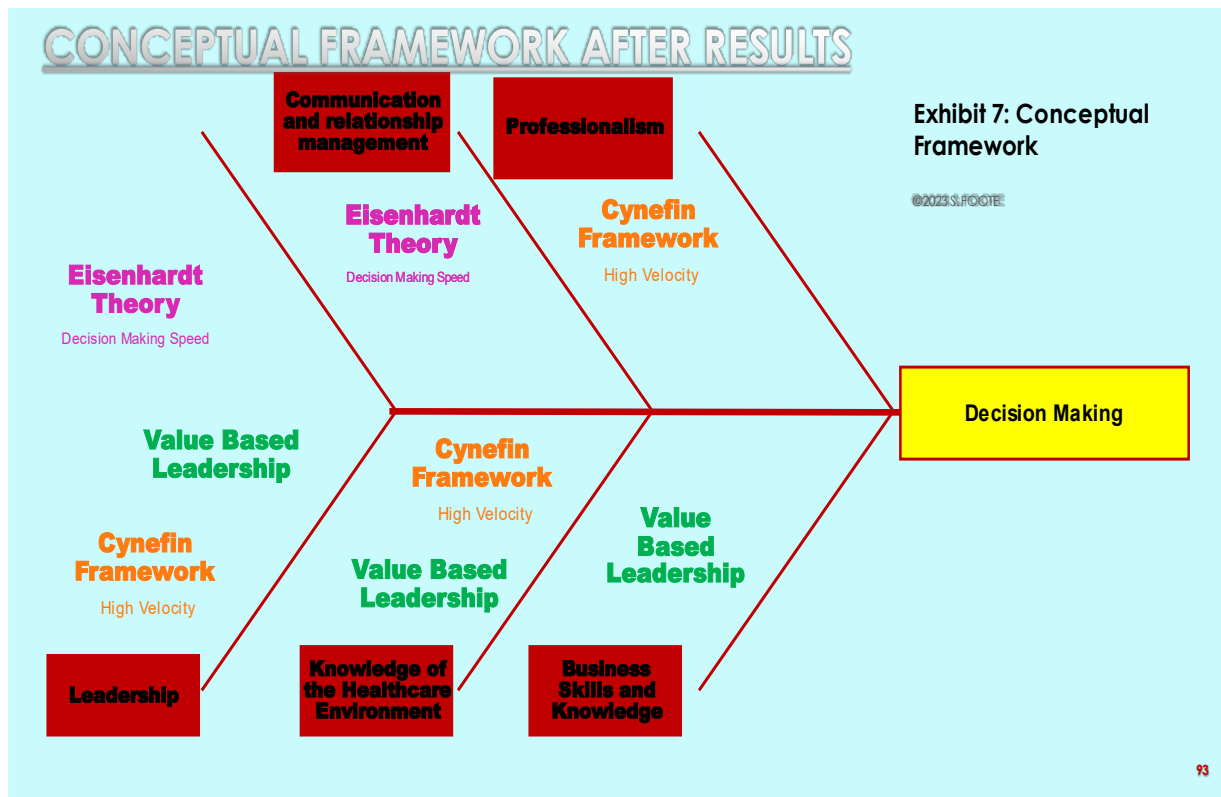 CONCEPTUAL FRAMEWORK AFTER RESULTS
Communication
and relationship
management
Professionalism
Exhibit 7: Conceptual
Framework
©2023 S.FOOTE
Eisenhardt
Theory
Decision Making Speed
Cynefin
Framework
High Velocity
Eisenhardt
Theory
Decision Making Speed
Decision Making
Value Based
Leadership
Cynefin
Framework
High Velocity
Value
Based
Leadership
Cynefin
Framework
High Velocity
Value Based
Leadership
Leadership
Knowledge of
the Healthcare
Environment
Business
Skills and
Knowledge
93